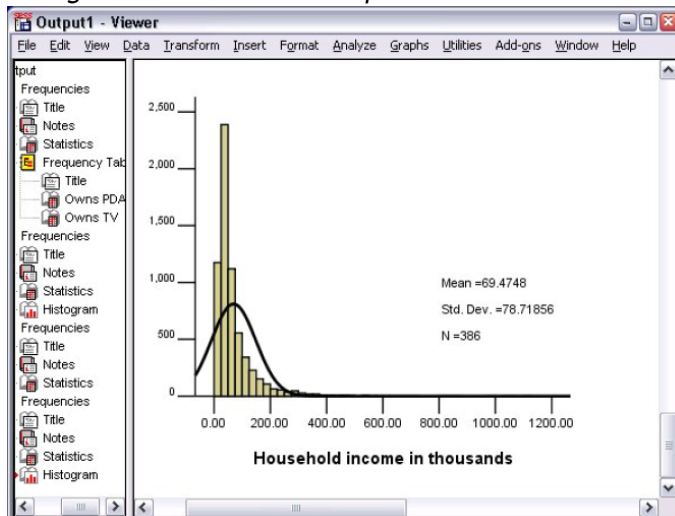 Output1 - Viewer
File Edit View Data Transform Insert Format Analyze Graphs Utilities Add-ons Window Help
tput
Frequencies
Title
Notes
Statistics
Frequency Tab
Title
Owns PDA
Owns TV
Frequencies
Title
Notes
Statistics
Histogram
Frequencies
Title
Notes
Statistics
Frequencies
Title
Notes
Statistics
Histogram
2,500
2,000
1,500
1,000
500
0
Mean =69.4748
Std. Dev. =78.71856
N =386
0.00 200.00 400.00 600.00 800.00 1000.00 1200.00
Household income in thousands